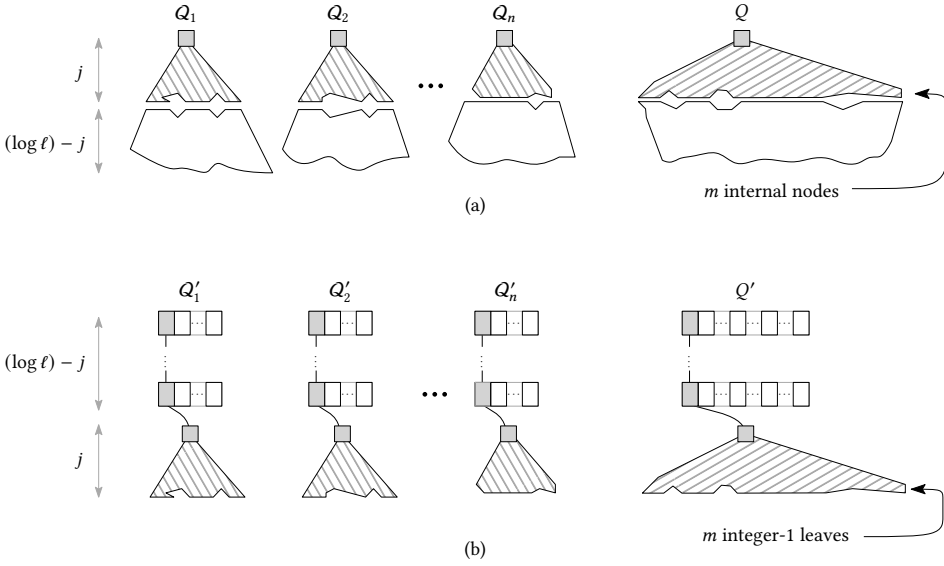 𝒬₁ 𝒬₂ 𝒬ₙ Q
j
•••
(log ℓ) − j
m internal nodes
(a)
𝒬′₁ 𝒬′₂ 𝒬′ₙ Q′
(log ℓ) − j
•••
j
m integer-1 leaves
(b)